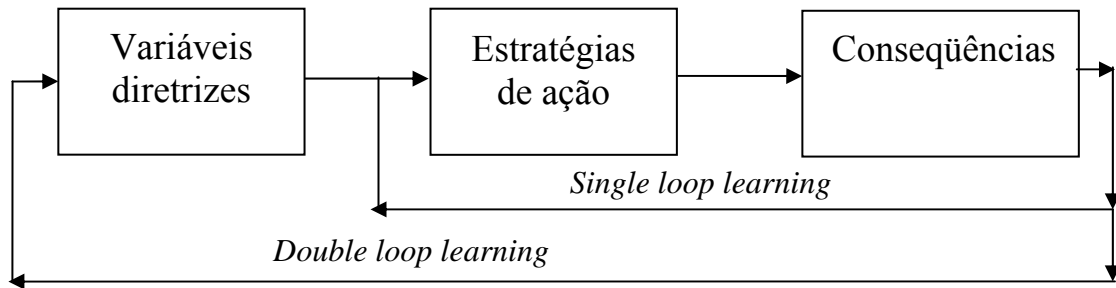 Variáveis
diretrizes
Estratégias
de ação
Conseqüências
Single loop learning
Double loop learning